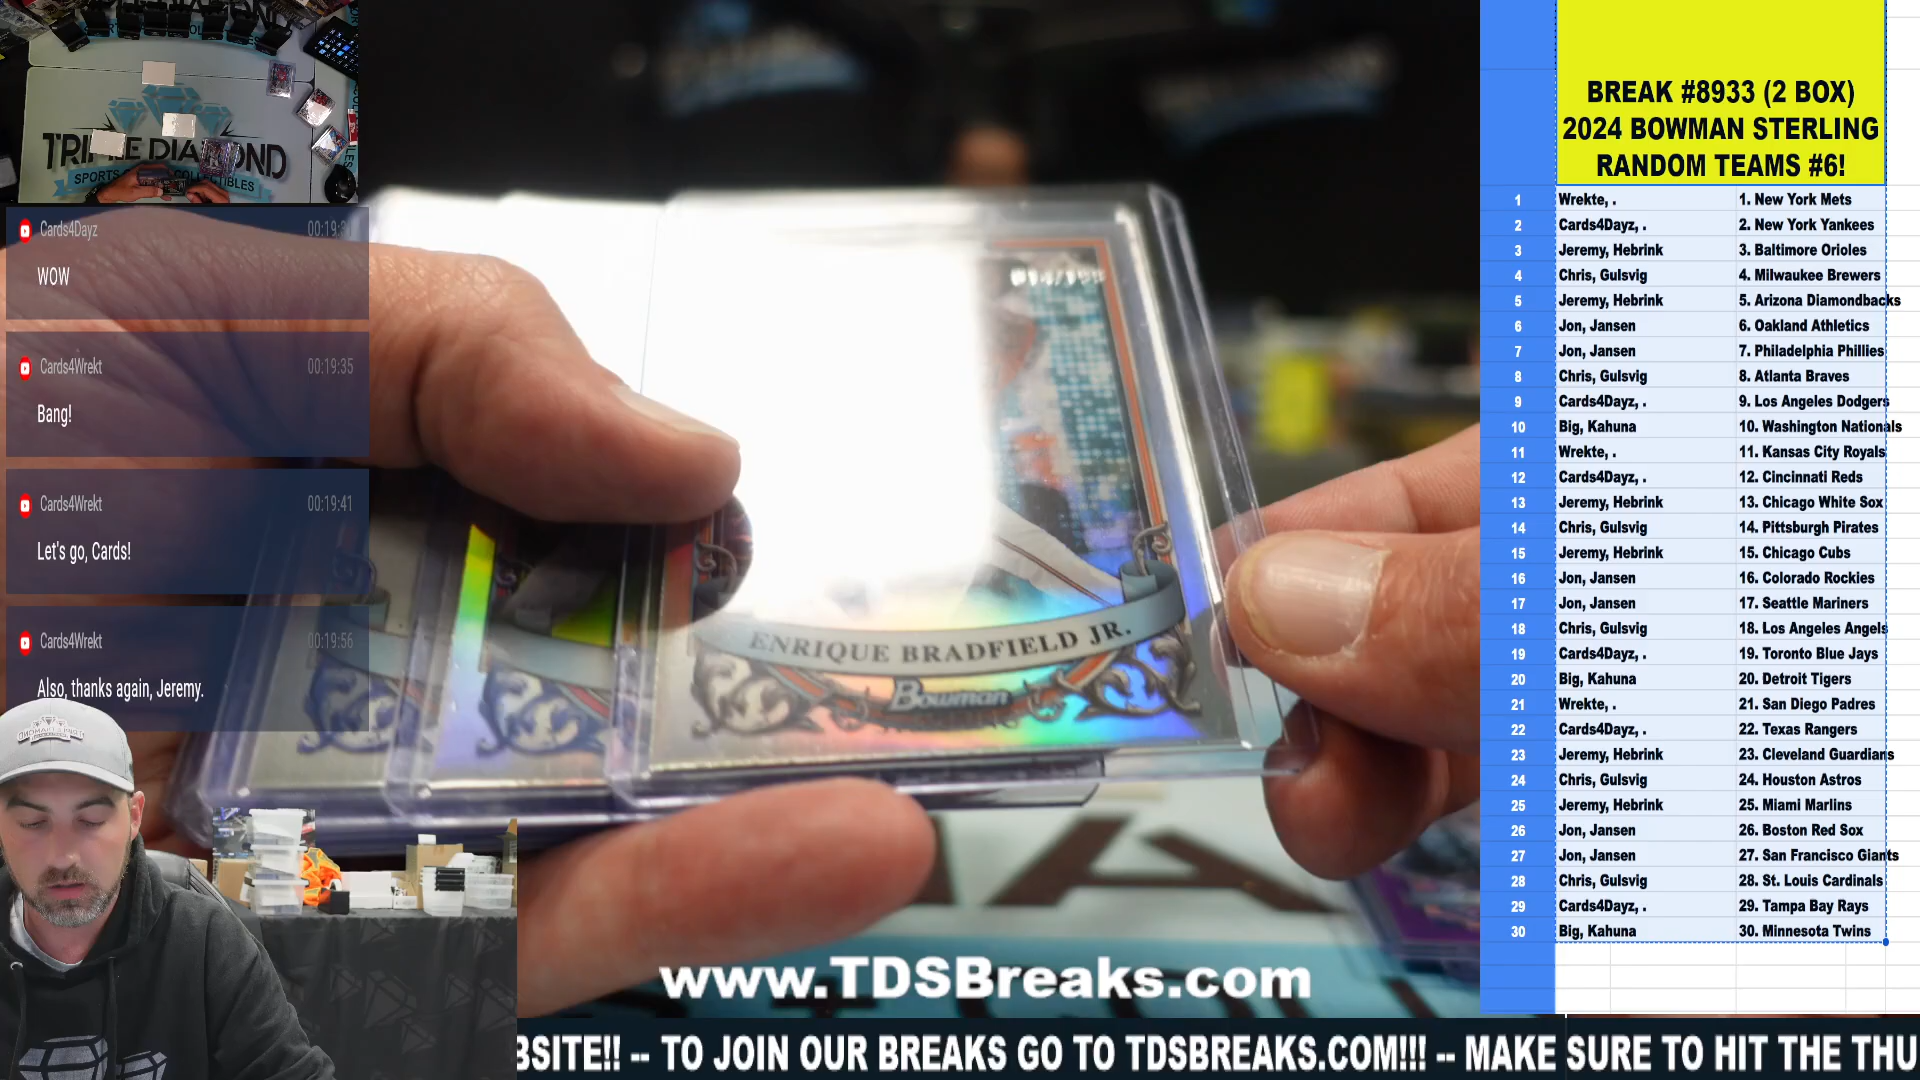 TRIPLE DIAMOND
SPORTS
Cards4Dayz
WOW
Cards4Wrekt 00:19:35
Bang!
Cards4Wrekt 00:19:41
Let's go, Cards!
Cards4Wrekt 00:19:56
Also, thanks again, Jeremy.
ENRIQUE BRADFIELD JR.
Bowman
www.TDSBreaks.com
BSITE!! -- TO JOIN OUR BREAKS GO TO TDSBREAKS.COM!!! -- MAKE SURE TO HIT THE THU
BREAK #8933 (2 BOX)
2024 BOWMAN STERLING
RANDOM TEAMS #6!
1 Wrekte, . 1. New York Mets
2 Cards4Dayz, . 2. New York Yankees
3 Jeremy, Hebrink 3. Baltimore Orioles
4 Chris, Gulsvig 4. Milwaukee Brewers
5 Jeremy, Hebrink 5. Arizona Diamondbacks
6 Jon, Jansen 6. Oakland Athletics
7 Jon, Jansen 7. Philadelphia Phillies
8 Chris, Gulsvig 8. Atlanta Braves
9 Cards4Dayz, . 9. Los Angeles Dodgers
10 Big, Kahuna 10. Washington Nationals
11 Wrekte, . 11. Kansas City Royals
12 Cards4Dayz, . 12. Cincinnati Reds
13 Jeremy, Hebrink 13. Chicago White Sox
14 Chris, Gulsvig 14. Pittsburgh Pirates
15 Jeremy, Hebrink 15. Chicago Cubs
16 Jon, Jansen 16. Colorado Rockies
17 Jon, Jansen 17. Seattle Mariners
18 Chris, Gulsvig 18. Los Angeles Angels
19 Cards4Dayz, . 19. Toronto Blue Jays
20 Big, Kahuna 20. Detroit Tigers
21 Wrekte, . 21. San Diego Padres
22 Cards4Dayz, . 22. Texas Rangers
23 Jeremy, Hebrink 23. Cleveland Guardians
24 Chris, Gulsvig 24. Houston Astros
25 Jeremy, Hebrink 25. Miami Marlins
26 Jon, Jansen 26. Boston Red Sox
27 Jon, Jansen 27. San Francisco Giants
28 Chris, Gulsvig 28. St. Louis Cardinals
29 Cards4Dayz, . 29. Tampa Bay Rays
30 Big, Kahuna 30. Minnesota Twins